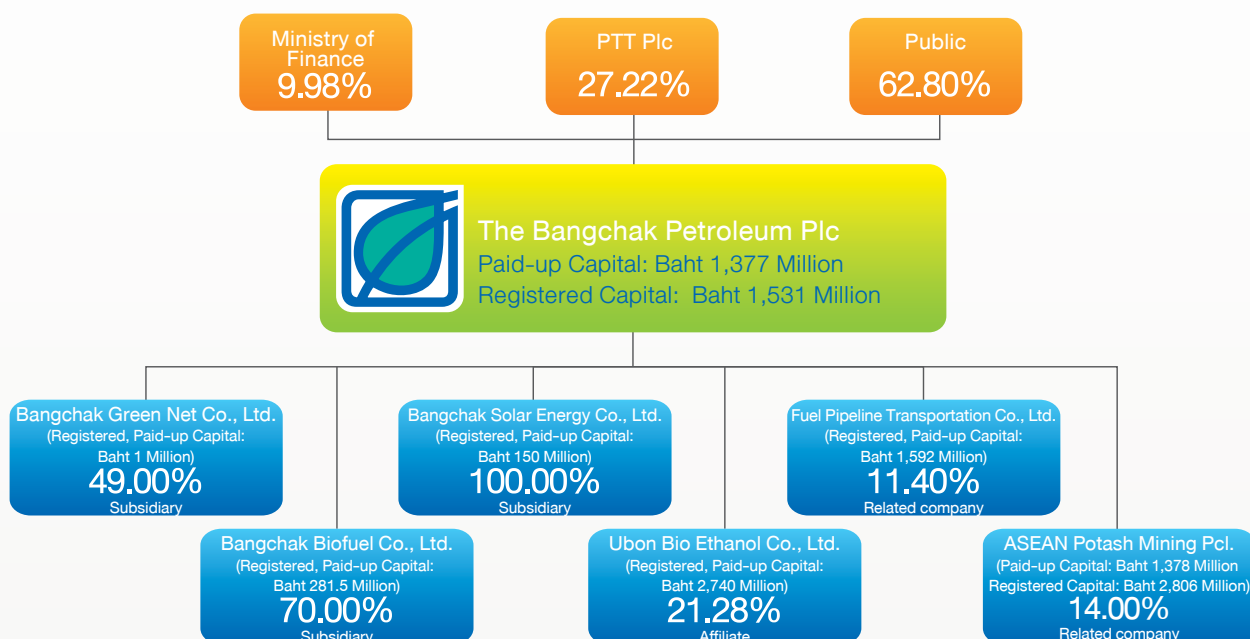 Ministry of
Finance
9.98%
PTT Plc
27.22%
Public
62.80%
The Bangchak Petroleum Plc
Paid-up Capital: Baht 1,377 Million
Registered Capital: Baht 1,531 Million
Bangchak Green Net Co., Ltd.
(Registered, Paid-up Capital:
Baht 1 Million)
49.00%
Subsidiary
Bangchak Solar Energy Co., Ltd.
(Registered, Paid-up Capital:
Baht 150 Million)
100.00%
Subsidiary
Fuel Pipeline Transportation Co., Ltd.
(Registered, Paid-up Capital:
Baht 1,592 Million)
11.40%
Related company
Bangchak Biofuel Co., Ltd.
(Registered, Paid-up Capital:
Baht 281.5 Million)
70.00%
Subsidiary
Ubon Bio Ethanol Co., Ltd.
(Registered, Paid-up Capital:
Baht 2,740 Million)
21.28%
Affiliate
ASEAN Potash Mining Pcl.
(Paid-up Capital: Baht 1,378 Million
Registered Capital: Baht 2,806 Million)
14.00%
Related company